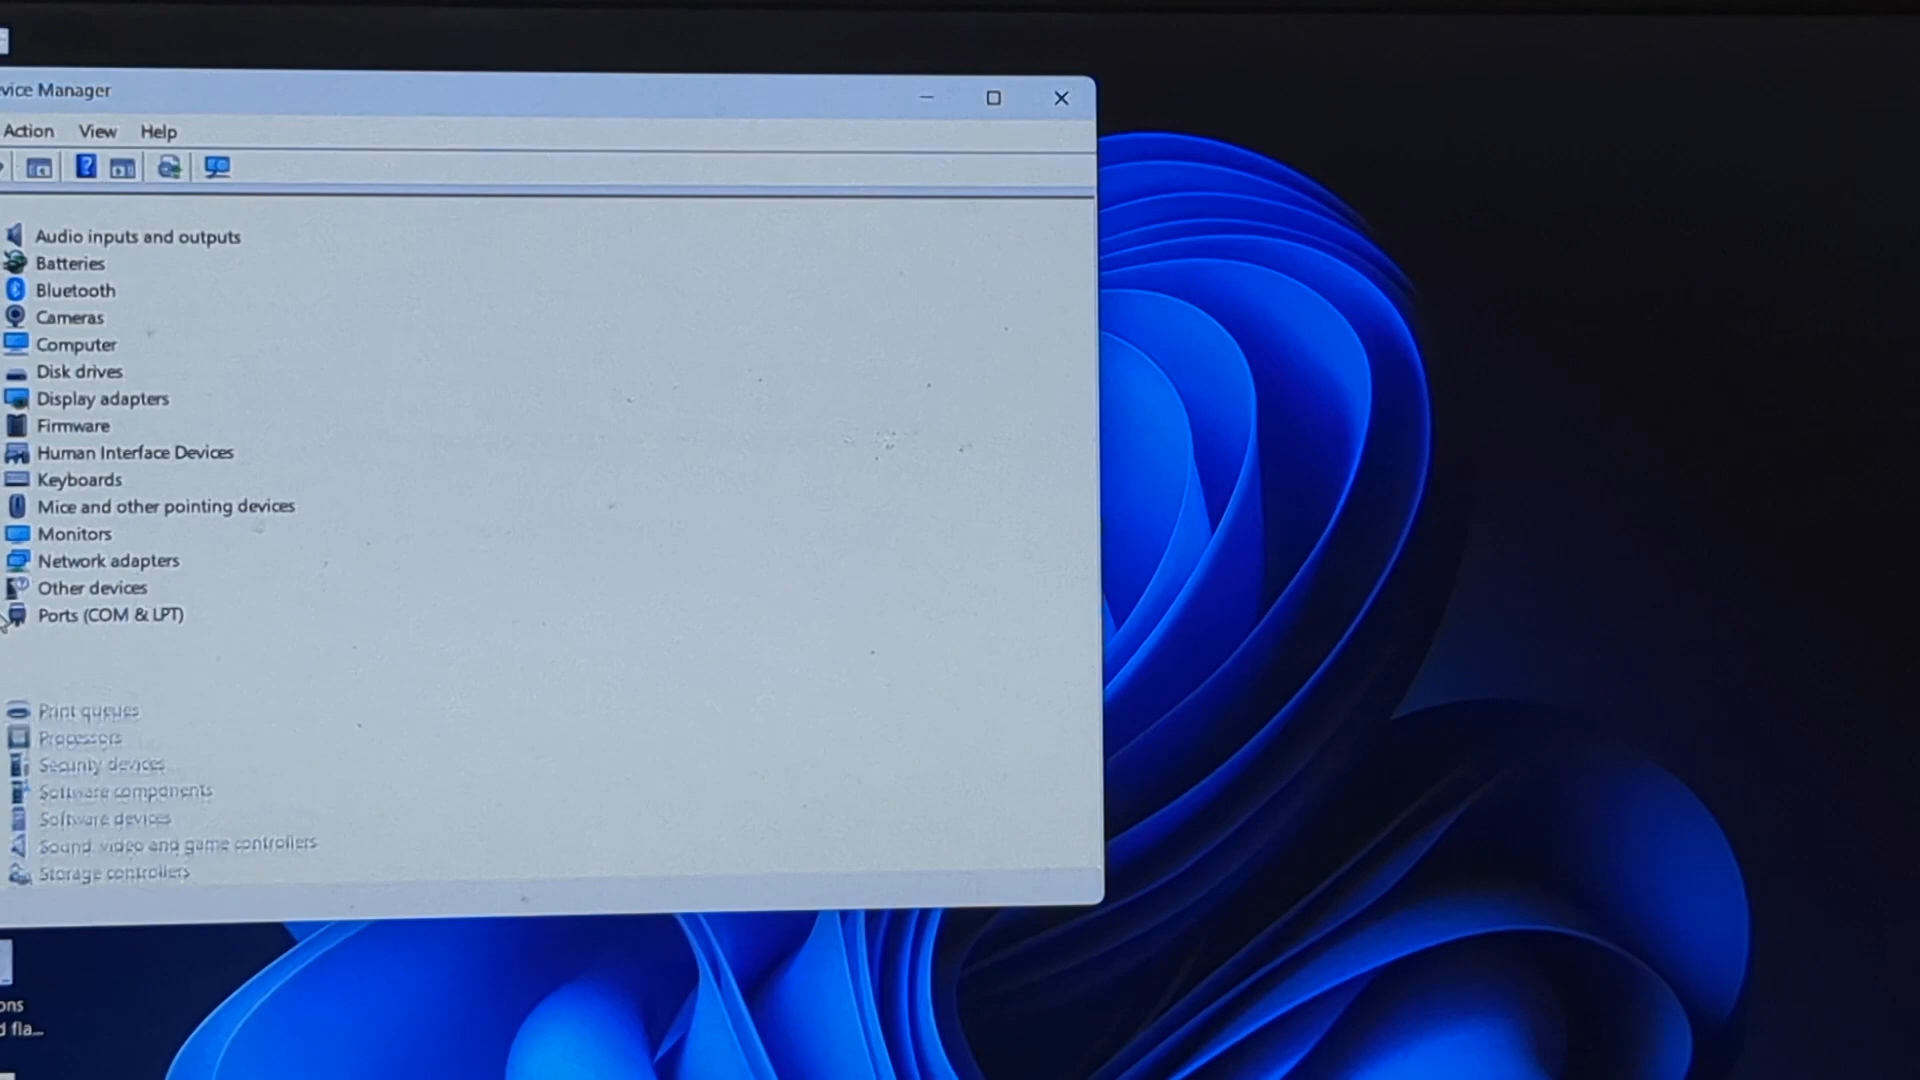 vice Manager
Action View Help
Audio inputs and outputs
Batteries
Bluetooth
Cameras
Computer
Disk drives
Display adapters
Firmware
Human Interface Devices
Keyboards
Mice and other pointing devices
Monitors
Network adapters
Other devices
Ports (COM & LPT)
Print queues
Processors
Security devices
Software components
Software devices
Sound, video and game controllers
Storage controllers
ons
d fla...